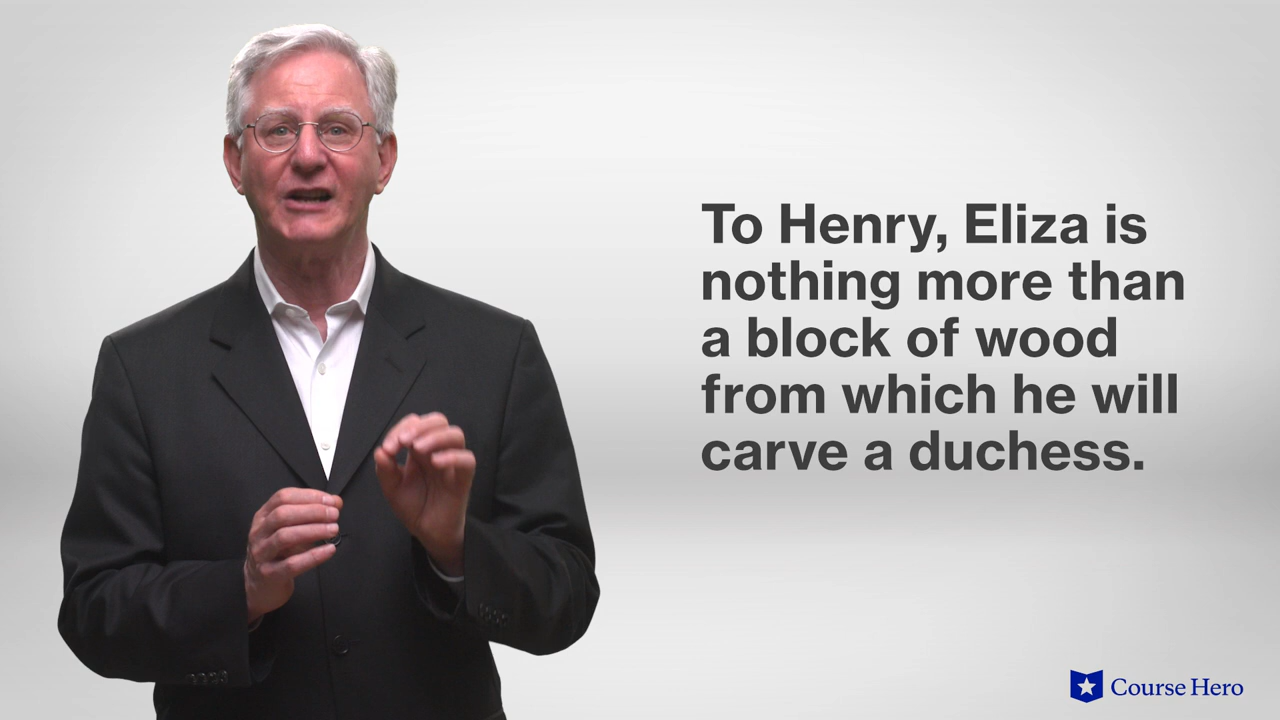 To Henry, Eliza is
nothing more than
a block of wood
from which he will
carve a duchess.
Course Hero